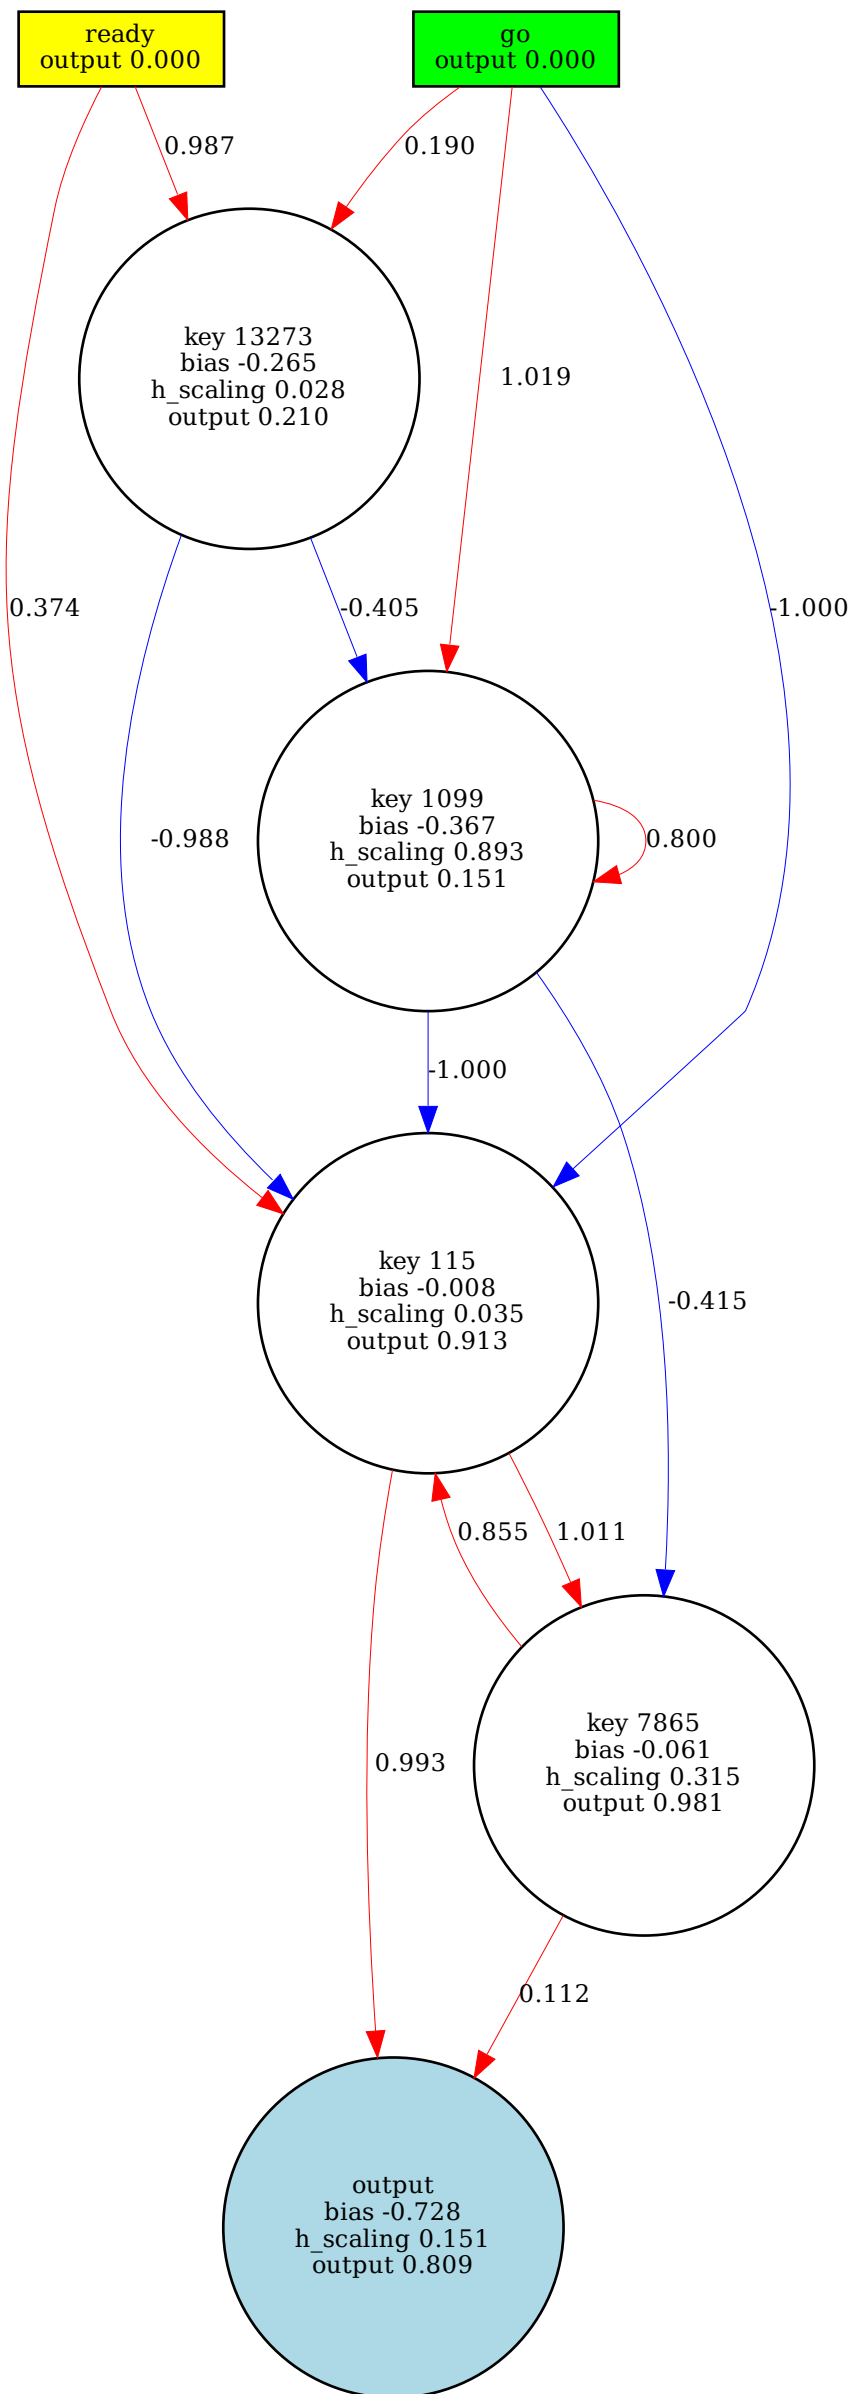 ready
output 0.000
go
output 0.000
0.987
0.190
key 13273
bias -0.265
h_scaling 0.028
output 0.210
1.019
0.374
-0.405
-1.000
key 1099
bias -0.367
h_scaling 0.893
output 0.151
-0.988
0.800
-1.000
key 115
bias -0.008
h_scaling 0.035
output 0.913
-0.415
0.855
1.011
key 7865
bias -0.061
h_scaling 0.315
output 0.981
0.993
0.112
output
bias -0.728
h_scaling 0.151
output 0.809